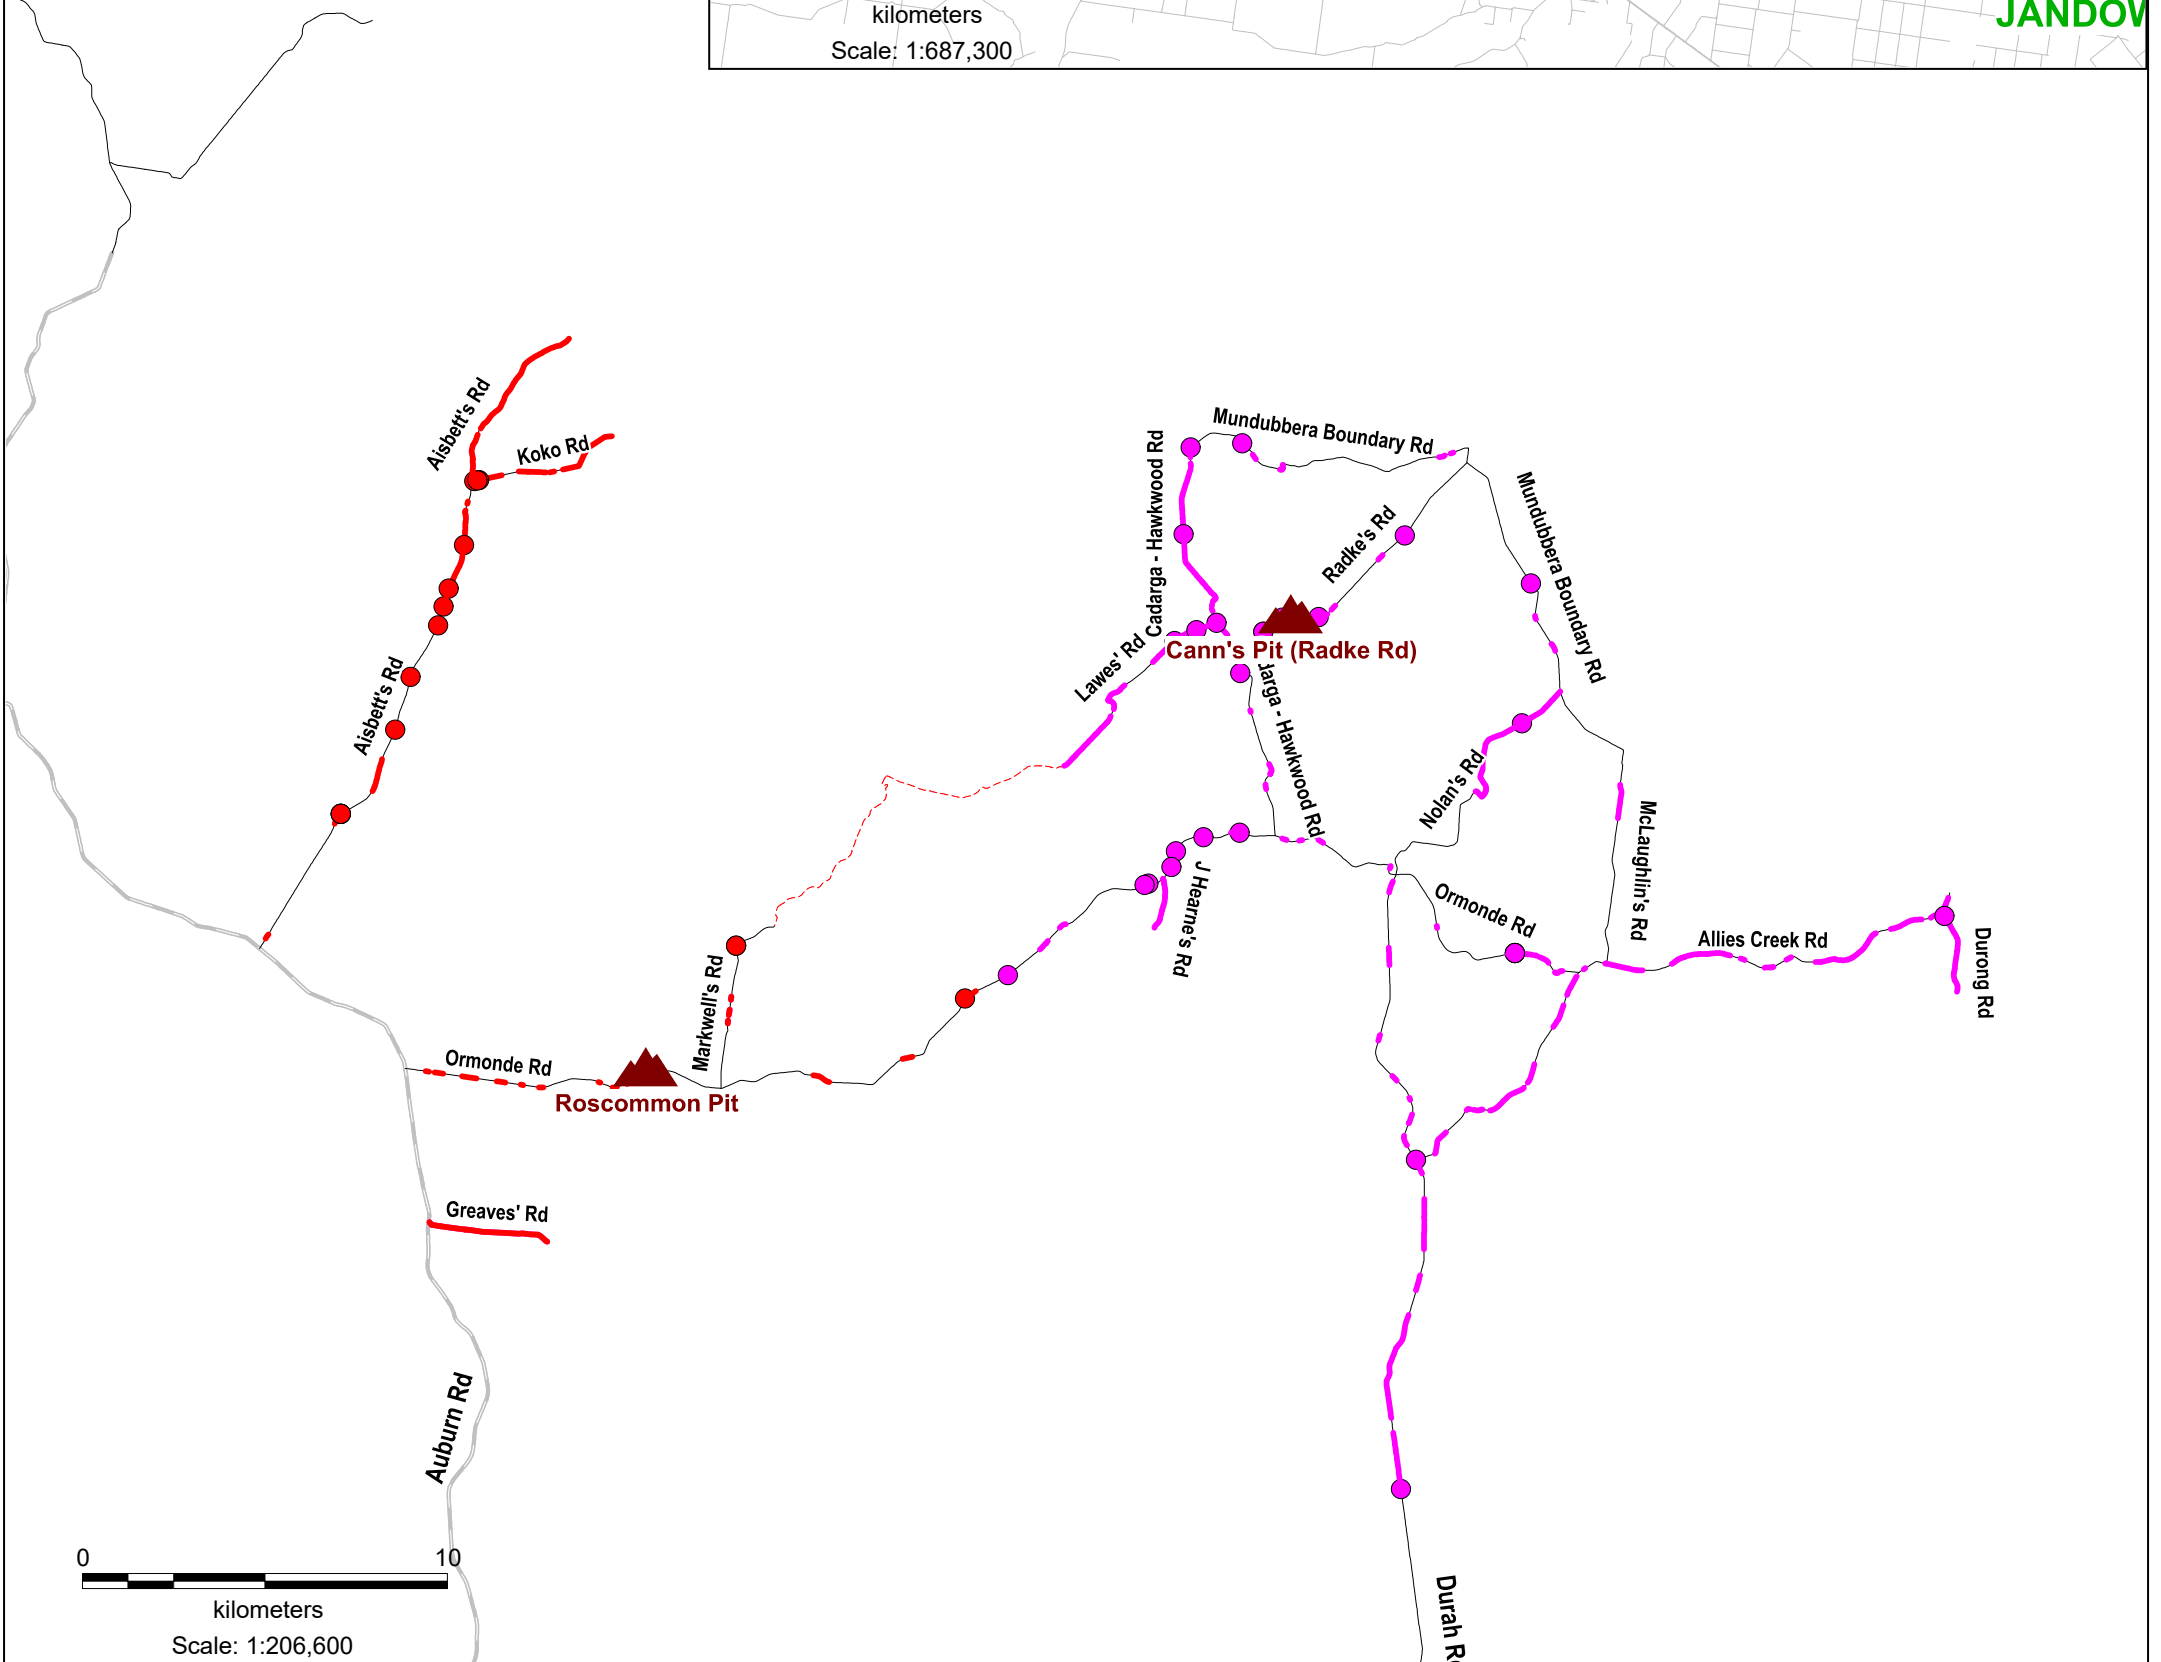 kilometers
Scale: 1:687,300
JANDOW
Aisbett's Rd
Koko Rd
Mundubbera Boundary Rd
Cadarga - Hawkwood Rd
Radke's Rd
Mundubbera Boundary Rd
Lawes' Rd
Cann's Pit (Radke Rd)
Aisbett's Rd
darga - Hawkwood Rd
Nolan's Rd
McLaughlin's Rd
J Hearne's Rd
Ormonde Rd
Allies Creek Rd
Durong Rd
Markwell's Rd
Ormonde Rd
Roscommon Pit
Greaves' Rd
Auburn Rd
0 10
kilometers
Scale: 1:206,600
Durah R